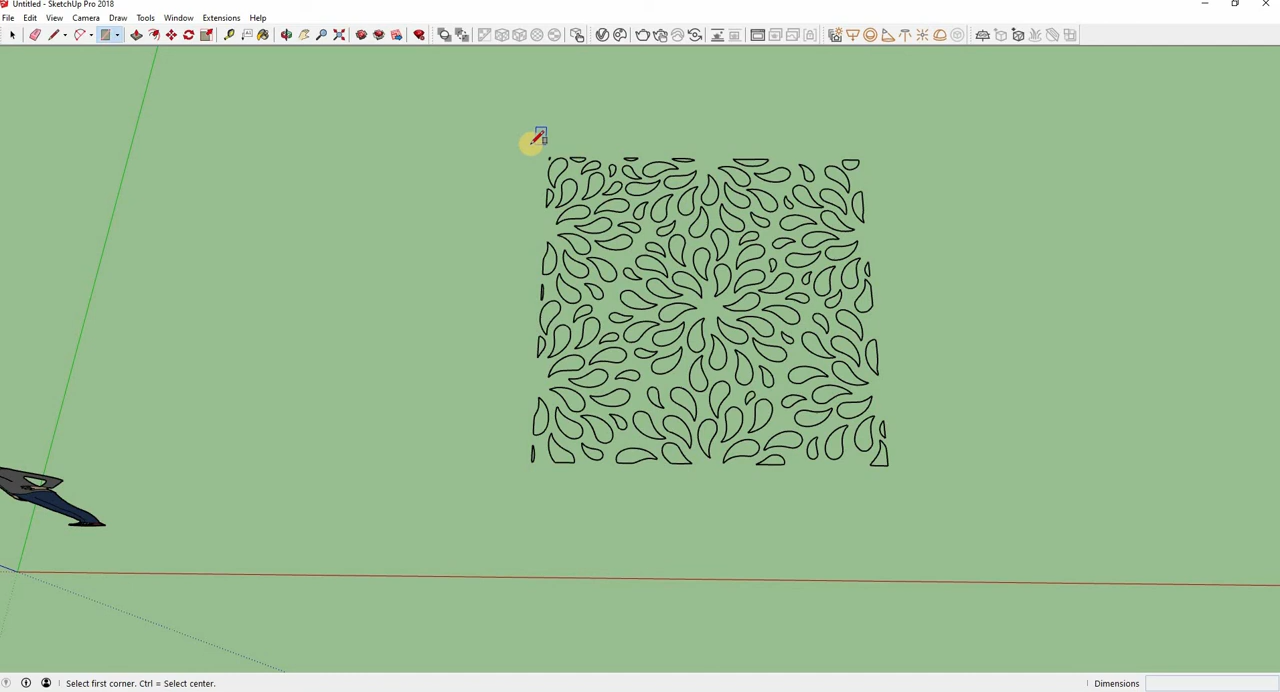 Untitled - SketchUp Pro 2018
File Edit View Camera Draw Tools Window Extensions Help
Select first corner. Ctrl = Select center.
Dimensions